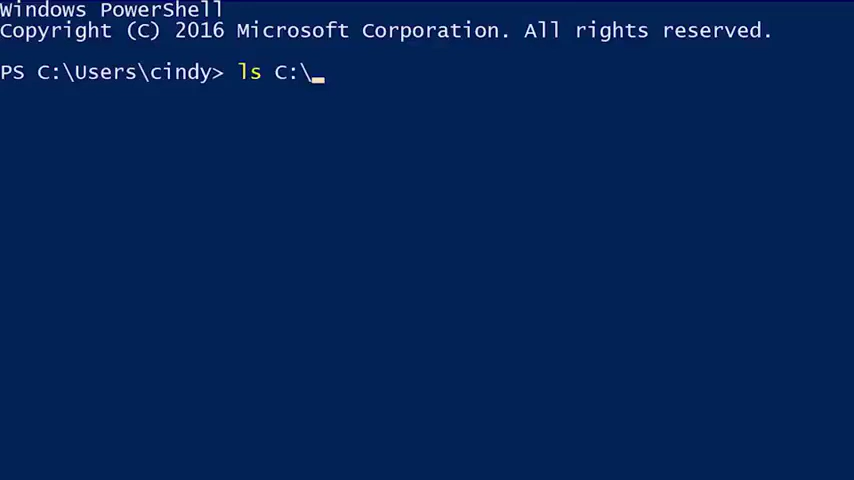 Windows PowerShell
Copyright (C) 2016 Microsoft Corporation. All rights reserved.
PS C:\Users\cindy> ls C:\